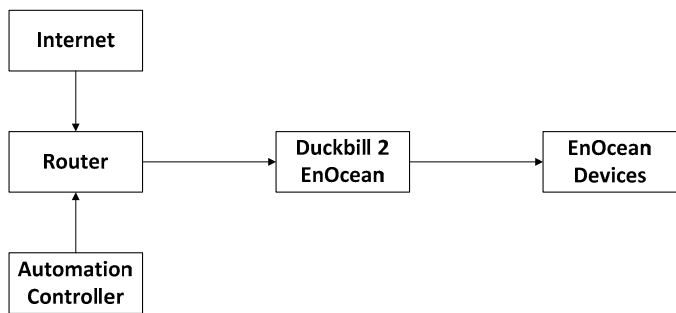 Internet
Router
Duckbill 2
EnOcean
EnOcean
Devices
Automation
Controller